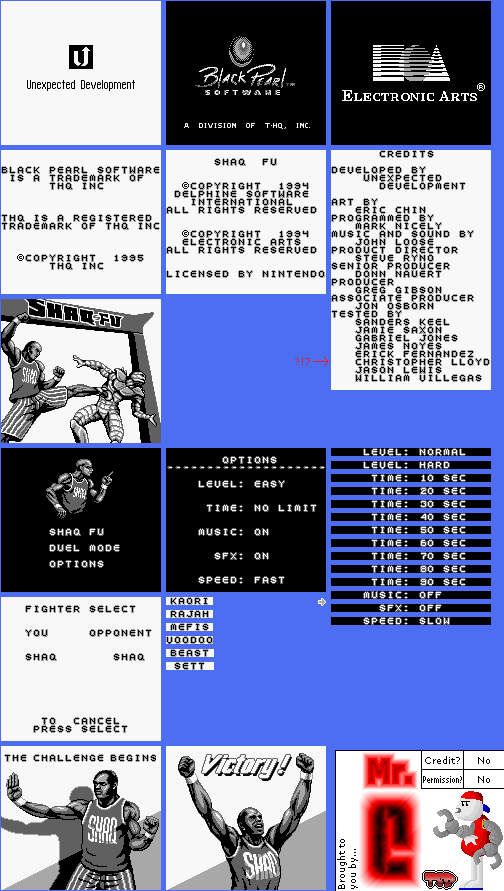 Unexpected Development
Black Pearl
SOFTWARE
TM
A DIVISION OF T·HQ, INC.
EA
ELECTRONIC ARTS®
BLACK PEARL SOFTWARE
IS A TRADEMARK OF
THQ INC
THQ IS A REGISTERED
TRADEMARK OF THQ INC
©COPYRIGHT 1995
THQ INC
SHAQ FU
©COPYRIGHT 1994
DELPHINE SOFTWARE
INTERNATIONAL
ALL RIGHTS RESERVED
©COPYRIGHT 1994
ELECTRONIC ARTS
ALL RIGHTS RESERVED
LICENSED BY NINTENDO
CREDITS
DEVELOPED BY
UNEXPECTED
DEVELOPMENT
ART BY
ERIC CHIN
PROGRAMMED BY
MARK NICELY
MUSIC AND SOUND BY
JOHN LOOSE
PRODUCT DIRECTOR
STEVE RYNO
SENIOR PRODUCER
DONN NAUERT
PRODUCER
GREG GIBSON
ASSOCIATE PRODUCER
JON OSBORN
TESTED BY
SANDERS KEEL
JAMIE SAXON
GABRIEL JONES
JAMES NOYES
ERICK FERNANDEZ
?!? → CHRISTOPHER LLOYD
JASON LEWIS
WILLIAM VILLEGAS
SHAQ FU
SHAQ
SHAQ FU
DUEL MODE
OPTIONS
OPTIONS
LEVEL: EASY
TIME: NO LIMIT
MUSIC: ON
SFX: ON
SPEED: FAST
LEVEL: NORMAL
LEVEL: HARD
TIME: 10 SEC
TIME: 20 SEC
TIME: 30 SEC
TIME: 40 SEC
TIME: 50 SEC
TIME: 60 SEC
TIME: 70 SEC
TIME: 80 SEC
TIME: 90 SEC
MUSIC: OFF
SFX: OFF
SPEED: SLOW
FIGHTER SELECT
YOU OPPONENT
SHAQ SHAQ
TO CANCEL
PRESS SELECT
KAORI
RAJAH
MEFIS
VOODOO
BEAST
SETT
THE CHALLENGE BEGINS
SHAQ
Victory!
SHAQ
Brought to
you by...
Mr.
C
Credit? No
Permission? No